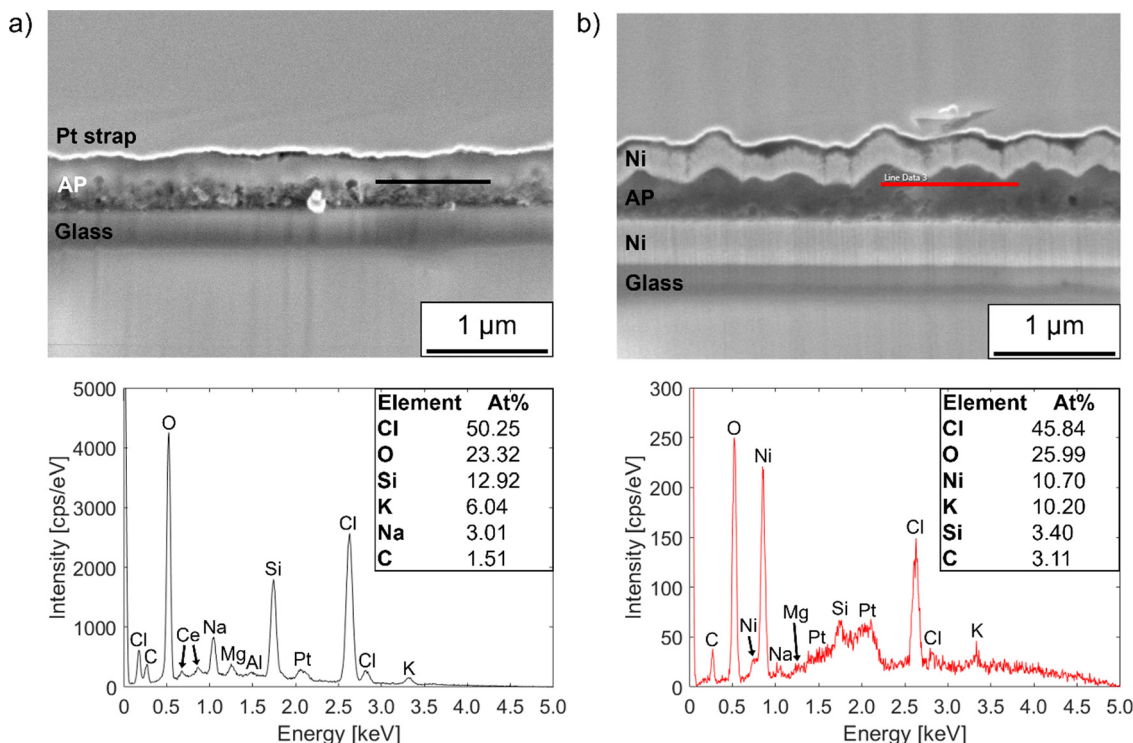 a)
Pt strap
AP
Glass
1 µm
b)
Ni
AP
Ni
Glass
Line Data 3
1 µm
Intensity [cps/eV]
5000
4000
3000
2000
1000
0
0.0 0.5 1.0 1.5 2.0 2.5 3.0 3.5 4.0 4.5 5.0
Energy [keV]
Cl
C
O
Ce
Na
Mg
Al
Si
Pt
Cl
Cl
K
Element At%
Cl 50.25
O 23.32
Si 12.92
K 6.04
Na 3.01
C 1.51
Intensity [cps/eV]
300
250
200
150
100
50
0
0.0 0.5 1.0 1.5 2.0 2.5 3.0 3.5 4.0 4.5 5.0
Energy [keV]
C
O
Ni
Ni
Na
Mg
Pt
Si
Pt
Cl
Cl
K
Element At%
Cl 45.84
O 25.99
Ni 10.70
K 10.20
Si 3.40
C 3.11